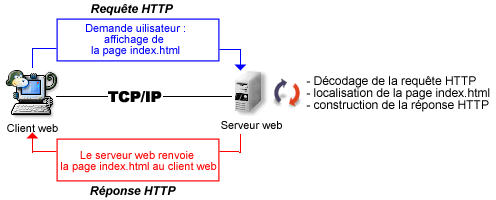 Requête HTTP
Demande uilisateur :
affichage de
la page index.html
TCP/IP
- Décodage de la requête HTTP
- localisation de la page index.html
- construction de la réponse HTTP
Client web
Serveur web
Le serveur web renvoie
la page index.html au client web
Réponse HTTP